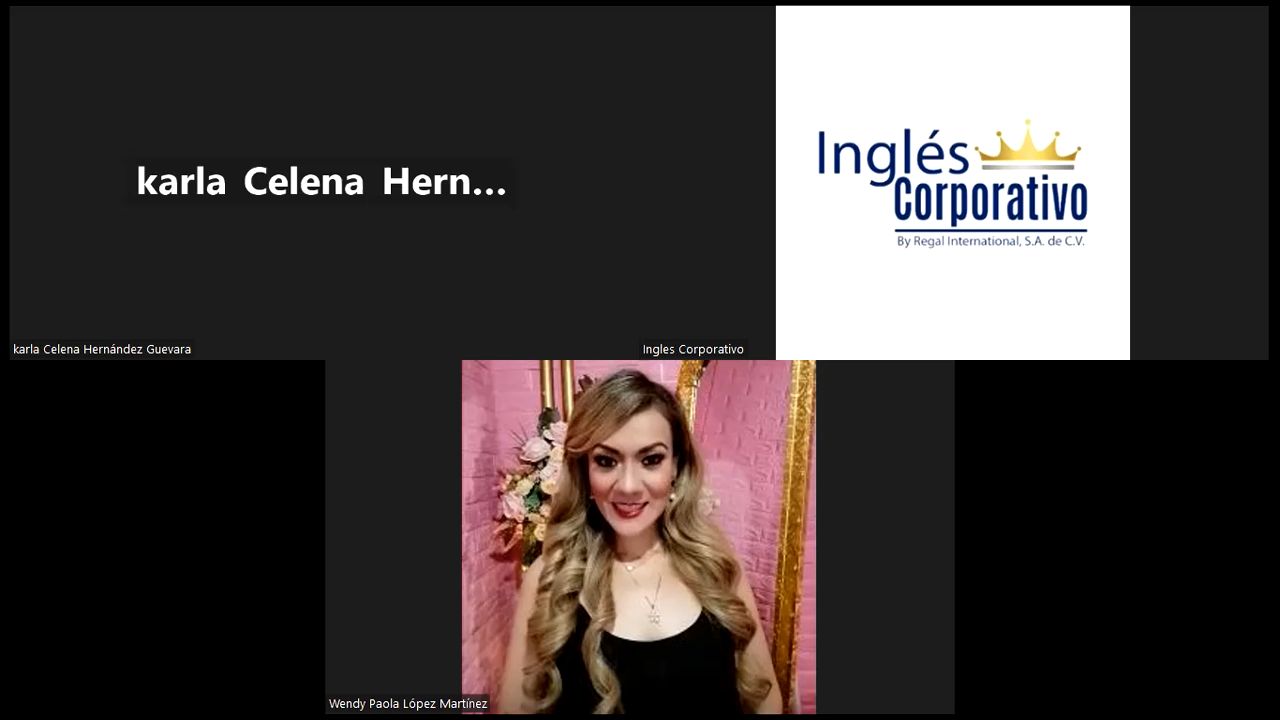 karla Celena Hern...
Inglés
Corporativo
By Regal International, S.A. de C.V.
karla Celena Hernández Guevara
Ingles Corporativo
Wendy Paola López Martínez